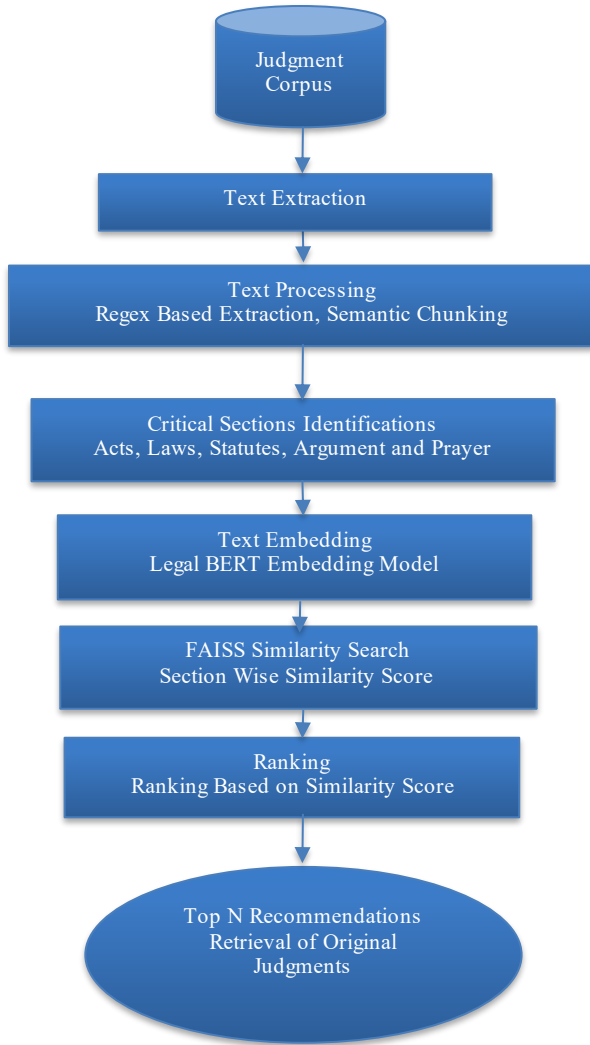 Judgment
Corpus
Text Extraction
Text Processing
Regex Based Extraction, Semantic Chunking
Critical Sections Identifications
Acts, Laws, Statutes, Argument and Prayer
Text Embedding
Legal BERT Embedding Model
FAISS Similarity Search
Section Wise Similarity Score
Ranking
Ranking Based on Similarity Score
Top N Recommendations
Retrieval of Original
Judgments